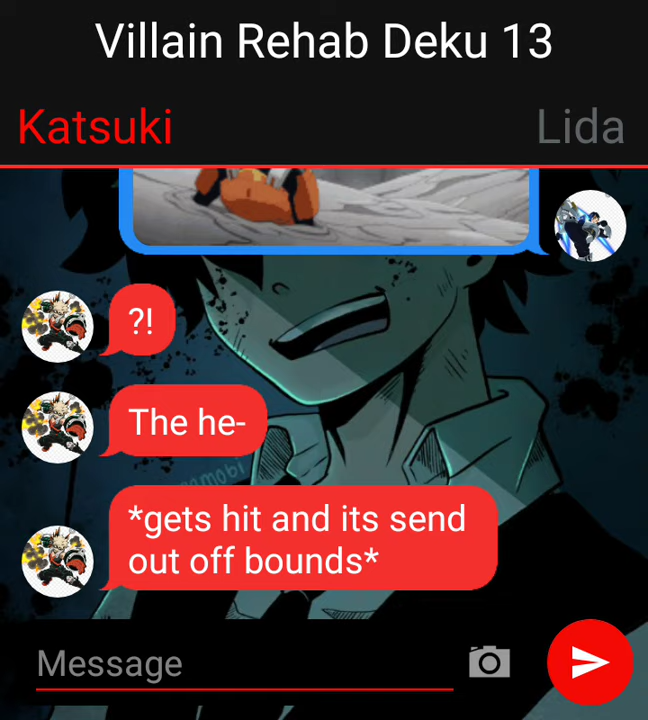 Villain Rehab Deku 13
Katsuki
Lida
?!
The he-
*gets hit and its send
out off bounds*
Message